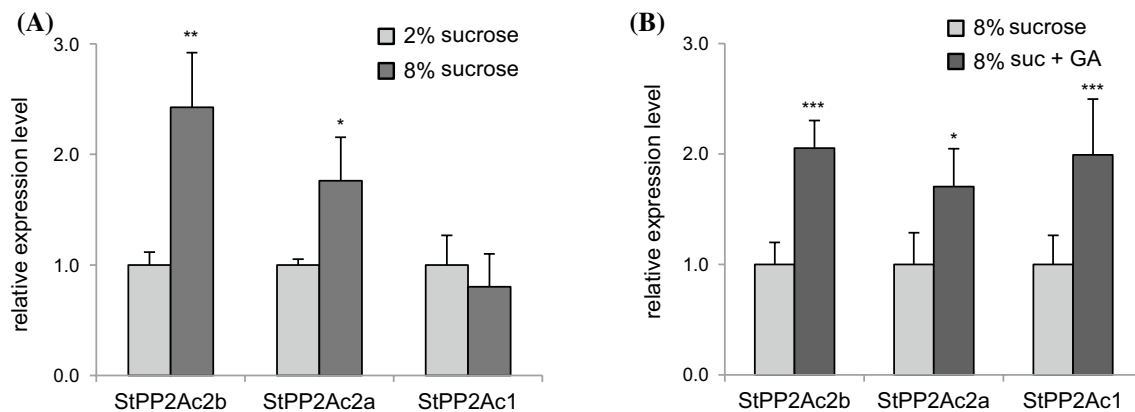 (A)
relative expression level
3.0
2.0
1.0
0.0
2% sucrose
8% sucrose
**
*
StPP2Ac2b
StPP2Ac2a
StPP2Ac1
(B)
relative expression level
3.0
2.0
1.0
0.0
8% sucrose
8% suc + GA
***
*
***
StPP2Ac2b
StPP2Ac2a
StPP2Ac1